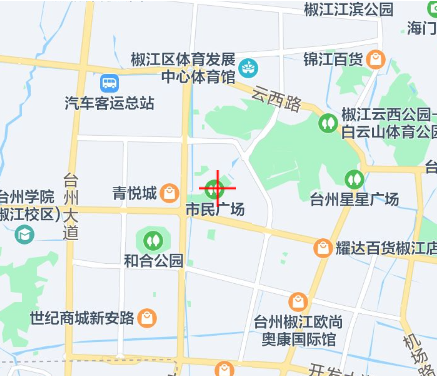 椒江江滨公园
海门
椒江区体育发展
中心体育馆
锦江百货
云西路
汽车客运总站
椒江云西公园-
白云山体育公园
台州大道
台州学院
椒江校区)
青悦城
市民广场
台州星星广场
和合公园
耀达百货椒江店
世纪商城新安路
台州椒江欧尚
奥康国际馆
机场路
开发大道